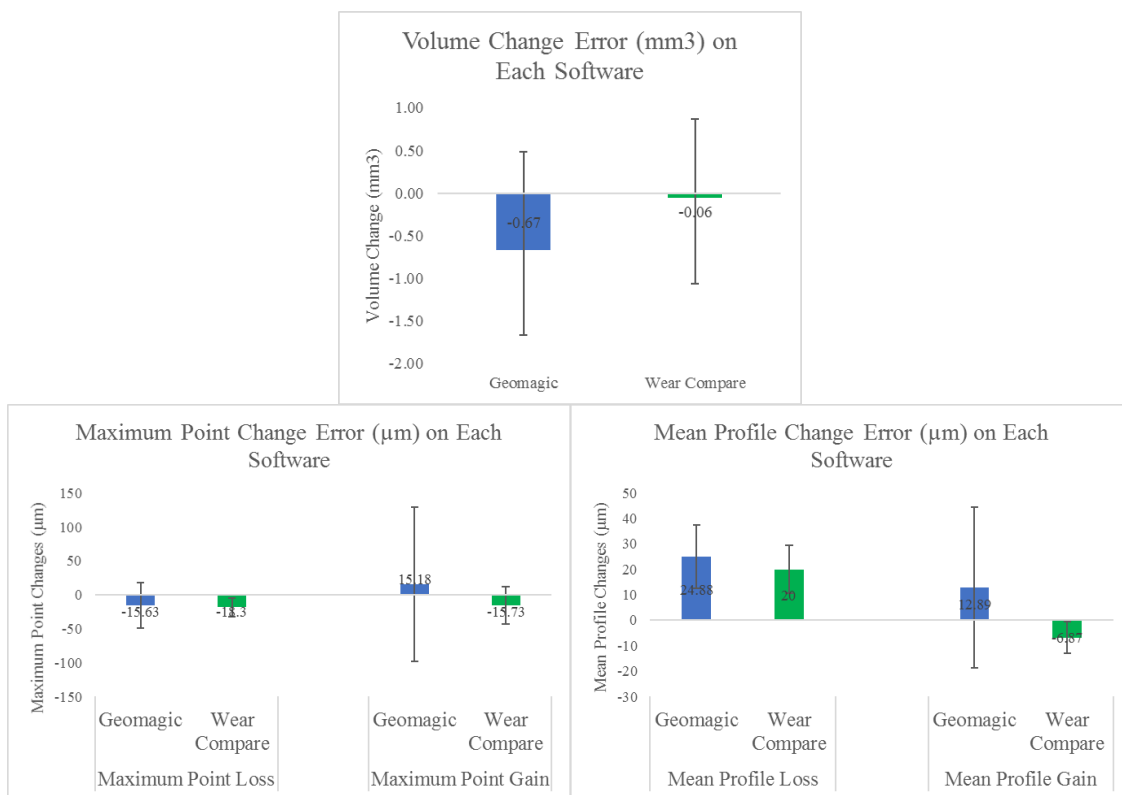 Volume Change Error (mm3) on
Each Software
Volume Change (mm3)
1.00
0.50
0.00
-0.50
-1.00
-1.50
-2.00
-0.67
-0.06
Geomagic
Wear Compare
Maximum Point Change Error (µm) on Each
Software
Maximum Point Changes (µm)
150
100
50
0
-50
-100
-150
-15.63
-18.3
15.18
-15.73
Geomagic
Wear
Compare
Geomagic
Wear
Compare
Maximum Point Loss
Maximum Point Gain
Mean Profile Change Error (µm) on Each
Software
Mean Profile Changes (µm)
50
40
30
20
10
0
-10
-20
-30
24.88
20
12.89
-6.87
Geomagic
Wear
Compare
Geomagic
Wear
Compare
Mean Profile Loss
Mean Profile Gain